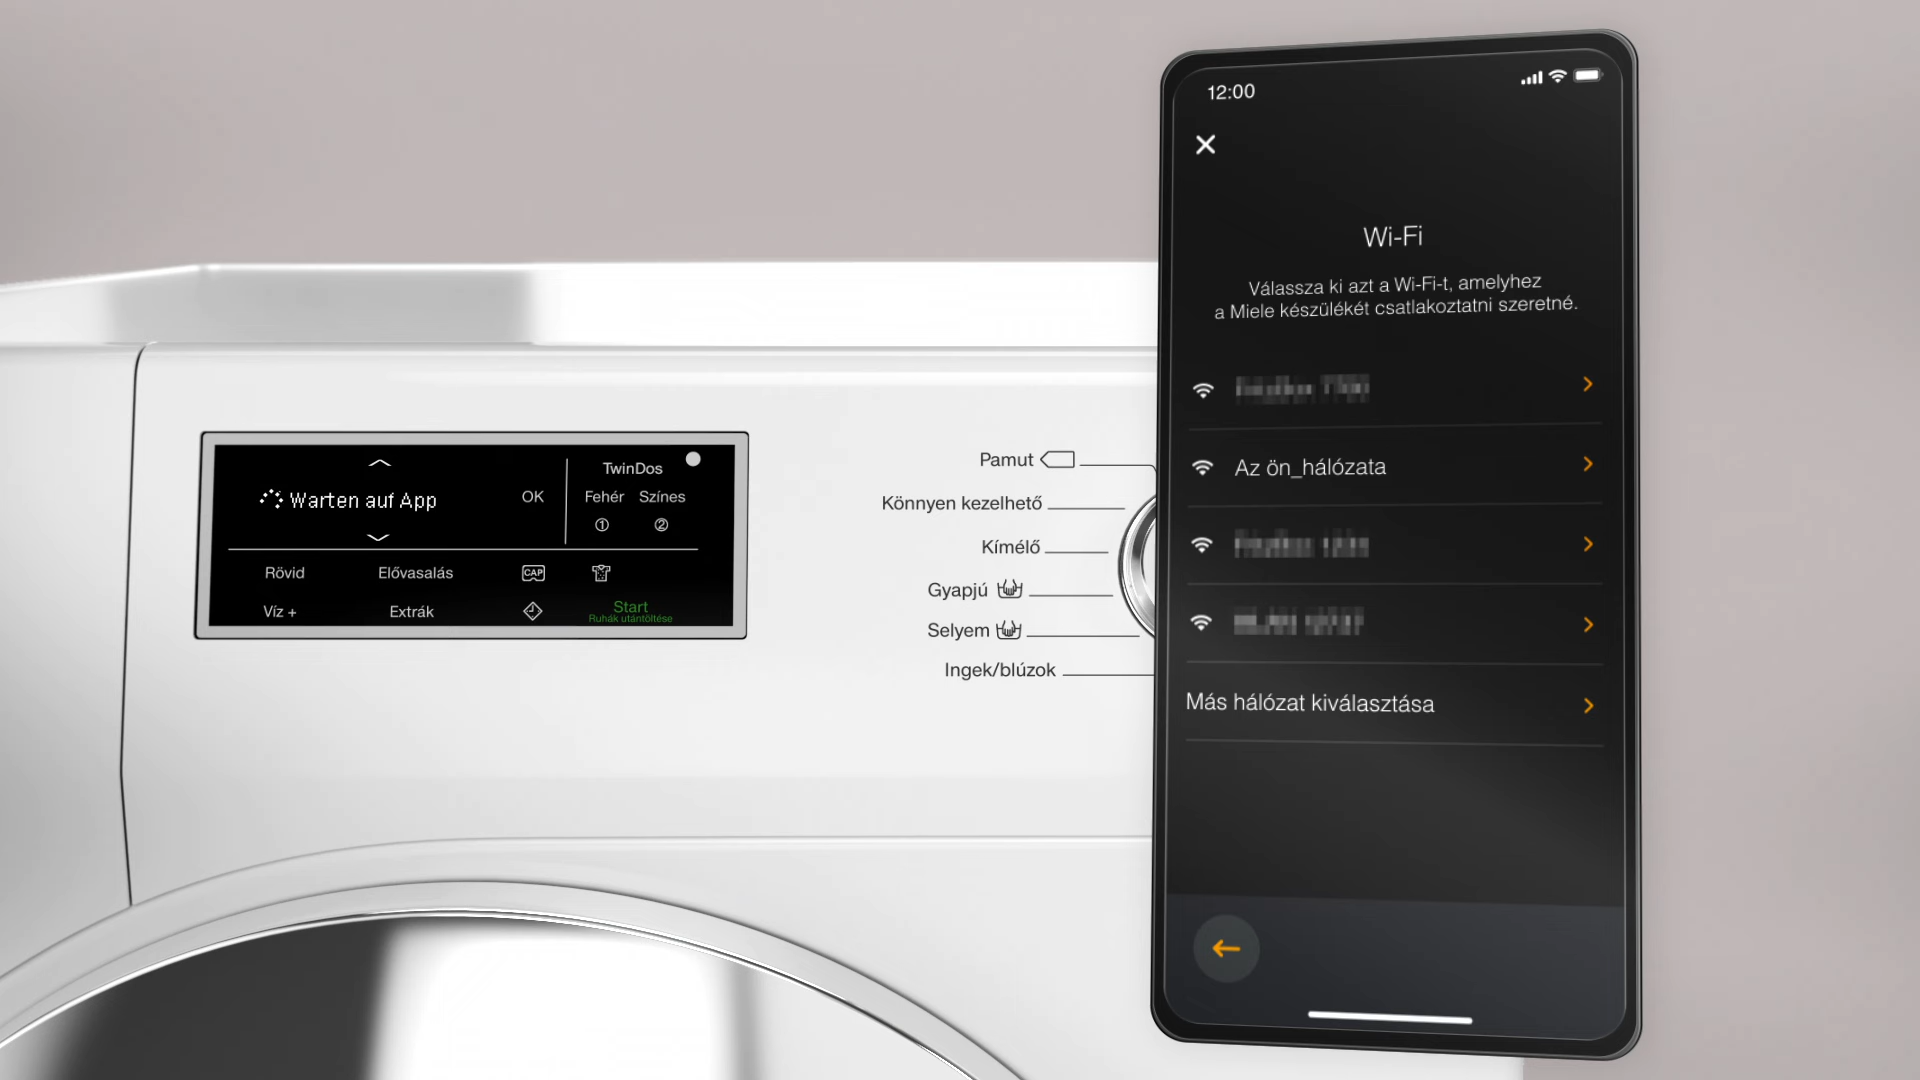 Warten auf App
OK
TwinDos
Fehér Színes
① ②
Rövid
Elővasalás
CAP
Víz +
Extrák
Start
Ruhák utántöltése
Pamut
Könnyen kezelhető
Kímélő
Gyapjú
Selyem
Ingek/blúzok
12:00
Wi-Fi
Válassza ki azt a Wi-Fi-t, amelyhez
a Miele készülékét csatlakoztatni szeretné.
Az ön_hálózata
Más hálózat kiválasztása